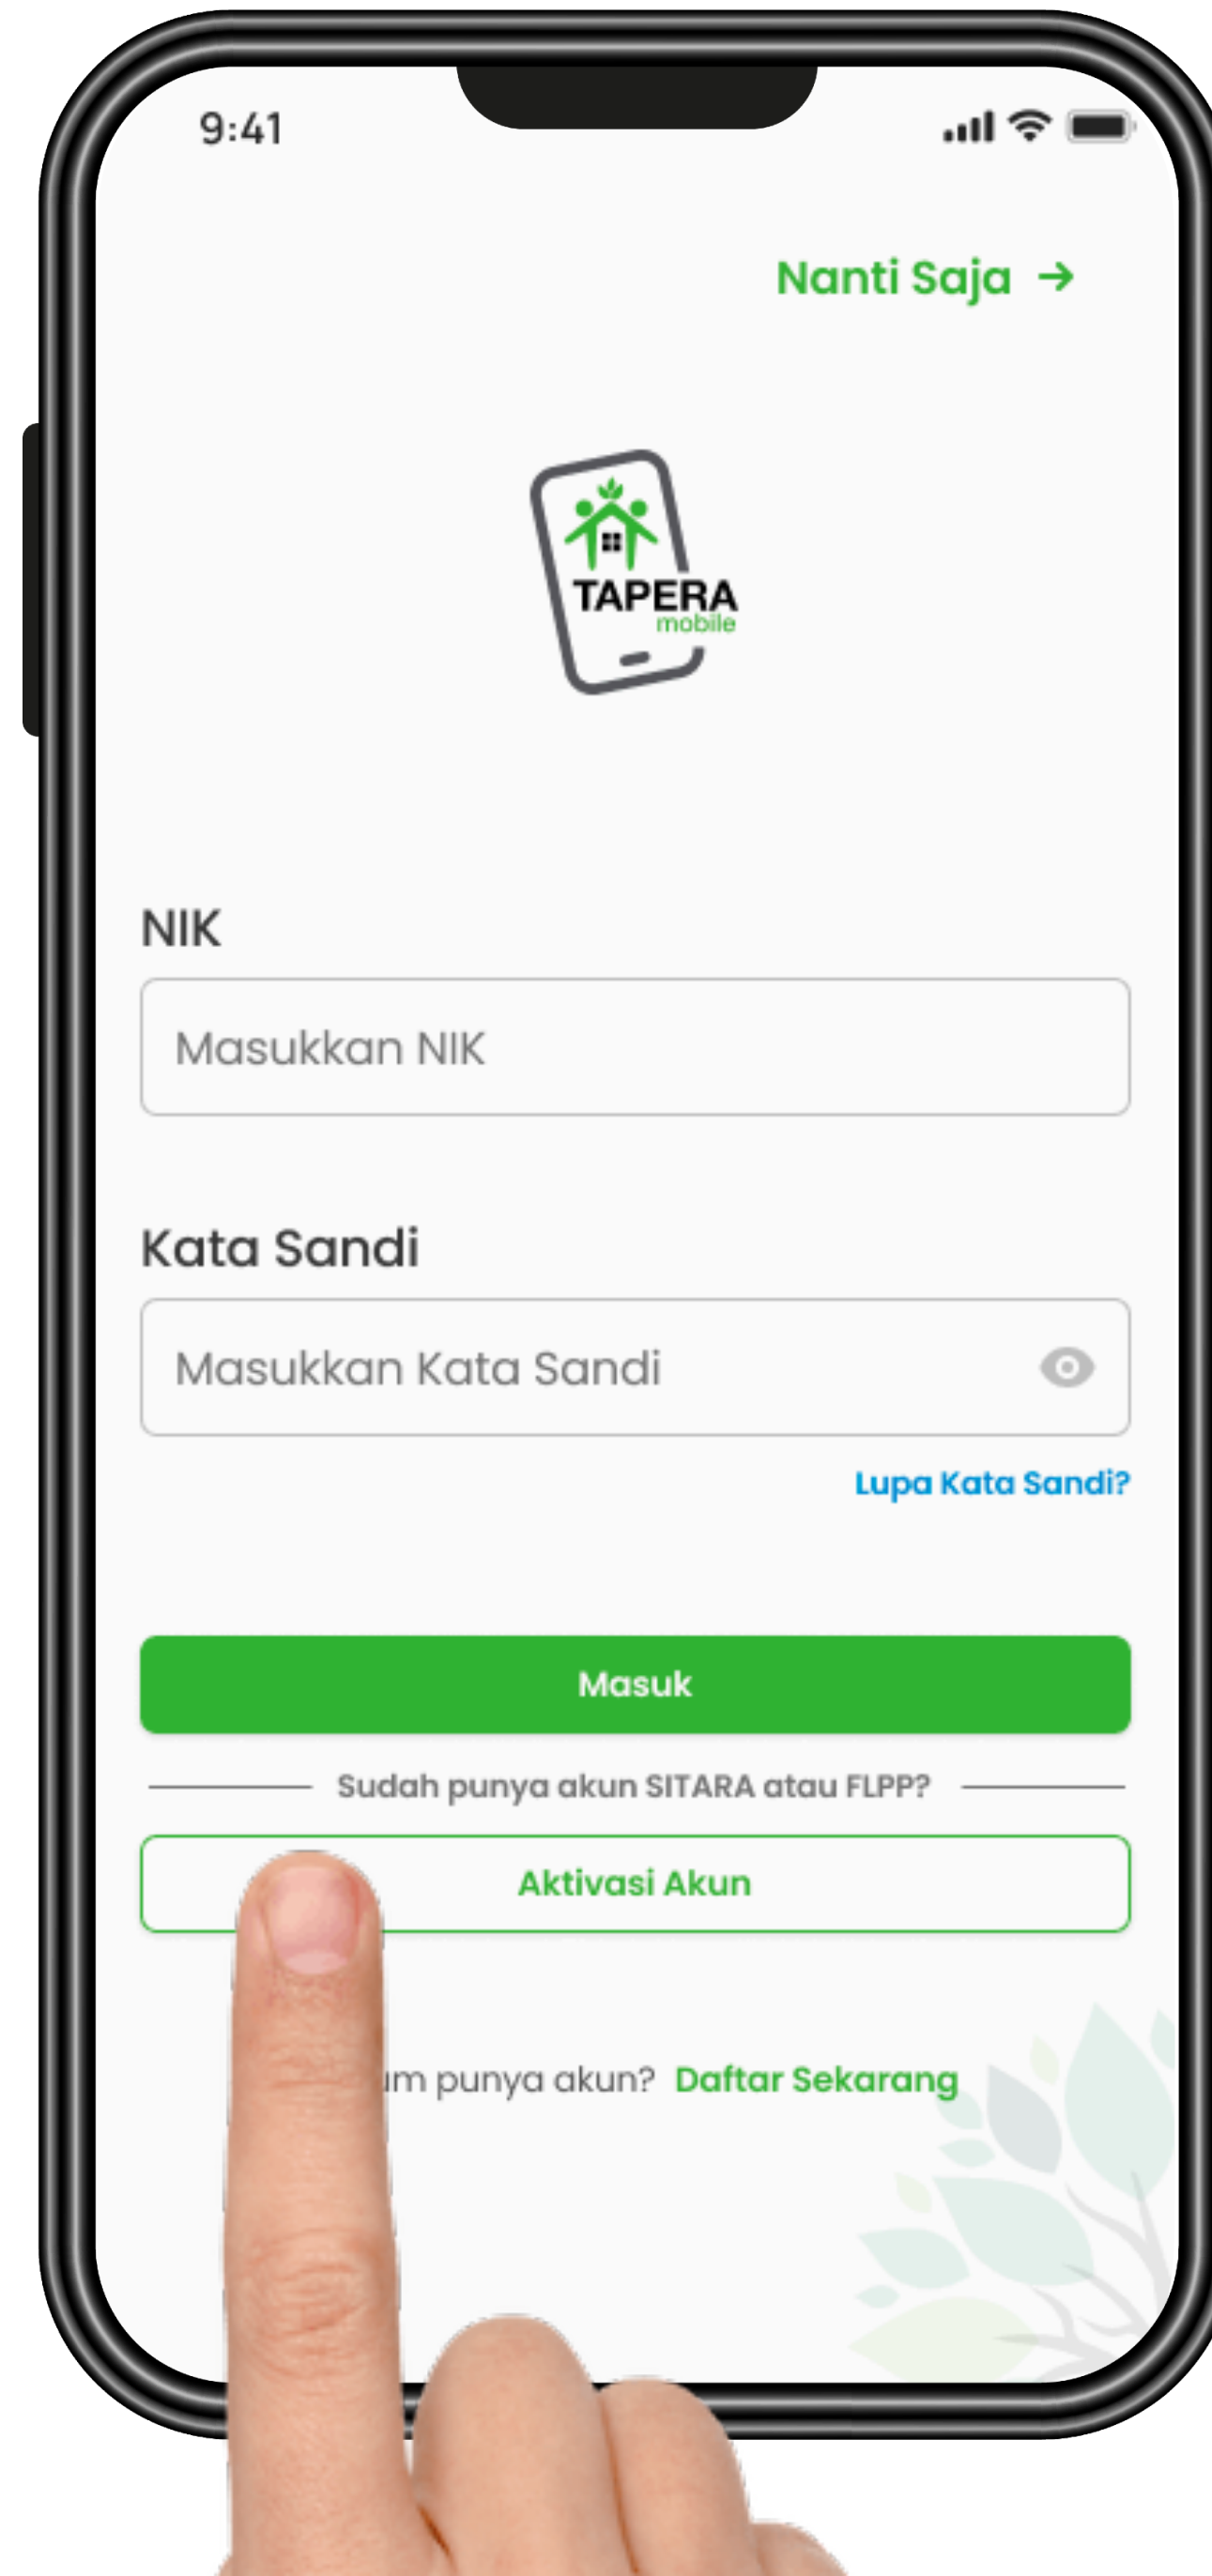 9:41
Nanti Saja →
TAPERA
mobile
NIK
Masukkan NIK
Kata Sandi
Masukkan Kata Sandi
Lupa Kata Sandi?
Masuk
Sudah punya akun SITARA atau FLPP?
Aktivasi Akun
punya akun? Daftar Sekarang